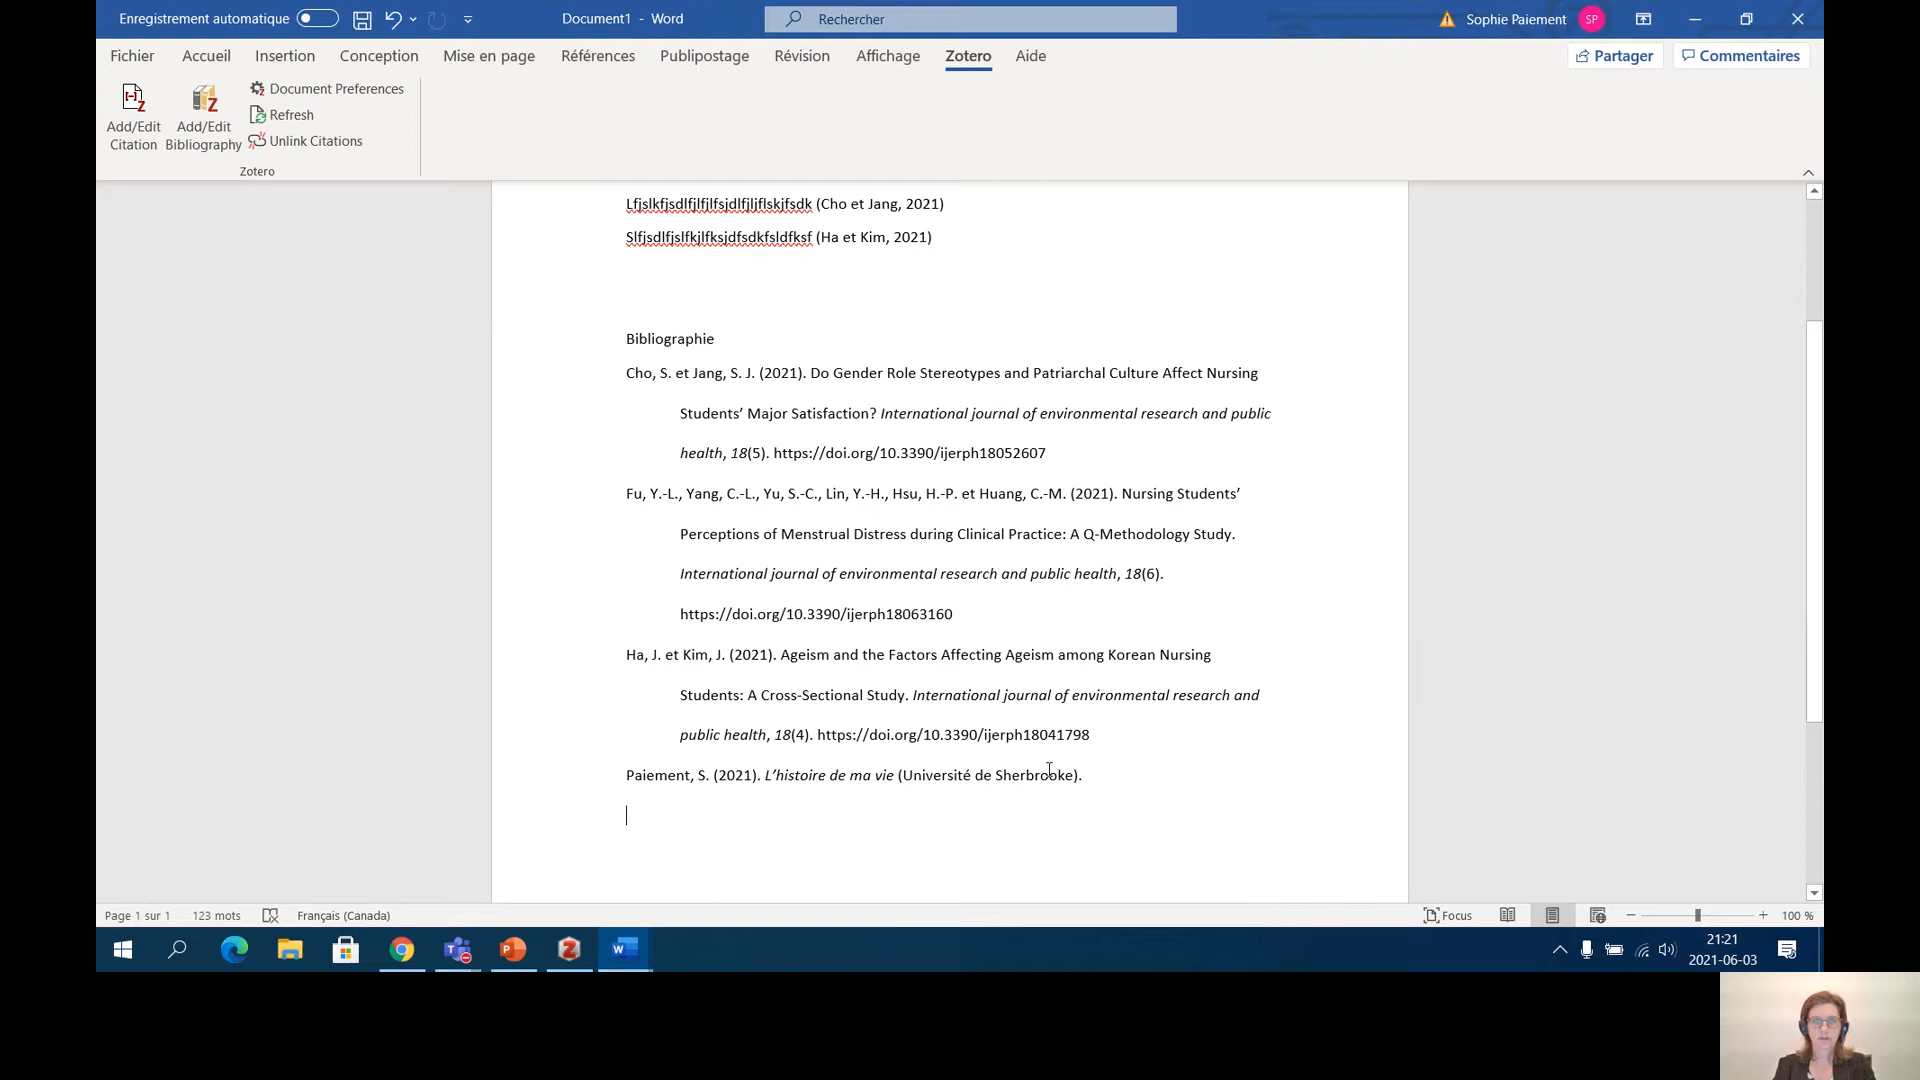 Enregistrement automatique
Document1 - Word
Rechercher
Sophie Paiement
SP
Fichier Accueil Insertion Conception Mise en page Références Publipostage Révision Affichage Zotero Aide
Partager
Commentaires
Add/Edit Citation
Add/Edit Bibliography
Document Preferences
Refresh
Unlink Citations
Zotero
Lfjslkfjsdlfjlfjlfsjdlfjljflskjfsdk (Cho et Jang, 2021)
Slfjsdlfjslfkjlfksjdfsdkfsldfksf (Ha et Kim, 2021)
Bibliographie
Cho, S. et Jang, S. J. (2021). Do Gender Role Stereotypes and Patriarchal Culture Affect Nursing
Students’ Major Satisfaction? International journal of environmental research and public
health, 18(5). https://doi.org/10.3390/ijerph18052607
Fu, Y.-L., Yang, C.-L., Yu, S.-C., Lin, Y.-H., Hsu, H.-P. et Huang, C.-M. (2021). Nursing Students’
Perceptions of Menstrual Distress during Clinical Practice: A Q-Methodology Study.
International journal of environmental research and public health, 18(6).
https://doi.org/10.3390/ijerph18063160
Ha, J. et Kim, J. (2021). Ageism and the Factors Affecting Ageism among Korean Nursing
Students: A Cross-Sectional Study. International journal of environmental research and
public health, 18(4). https://doi.org/10.3390/ijerph18041798
Paiement, S. (2021). L’histoire de ma vie (Université de Sherbrooke).
Page 1 sur 1 123 mots Français (Canada)
Focus
100 %
21:21
2021-06-03